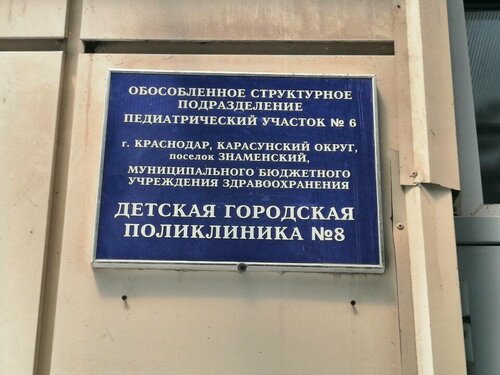 ОБОСОБЛЕННОЕ СТРУКТУРНОЕ
ПОДРАЗДЕЛЕНИЕ
ПЕДИАТРИЧЕСКИЙ УЧАСТОК № 6
г. КРАСНОДАР, КАРАСУНСКИЙ ОКРУГ,
поселок ЗНАМЕНСКИЙ,
МУНИЦИПАЛЬНОГО БЮДЖЕТНОГО
УЧРЕЖДЕНИЯ ЗДРАВООХРАНЕНИЯ
ДЕТСКАЯ ГОРОДСКАЯ
ПОЛИКЛИНИКА №8